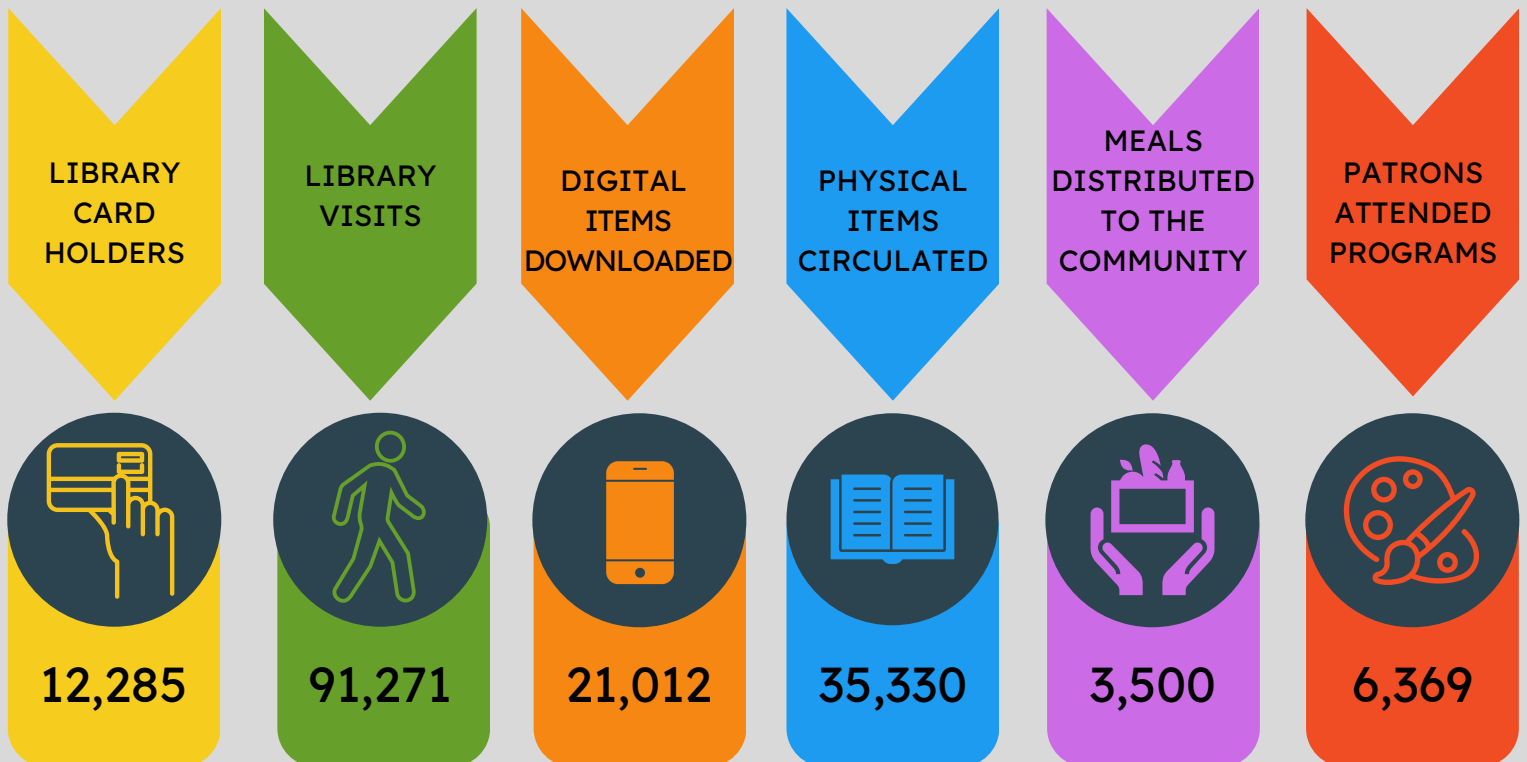 LIBRARY
CARD
HOLDERS
12,285
LIBRARY
VISITS
91,271
DIGITAL
ITEMS
DOWNLOADED
21,012
PHYSICAL
ITEMS
CIRCULATED
35,330
MEALS
DISTRIBUTED
TO THE
COMMUNITY
3,500
PATRONS
ATTENDED
PROGRAMS
6,369